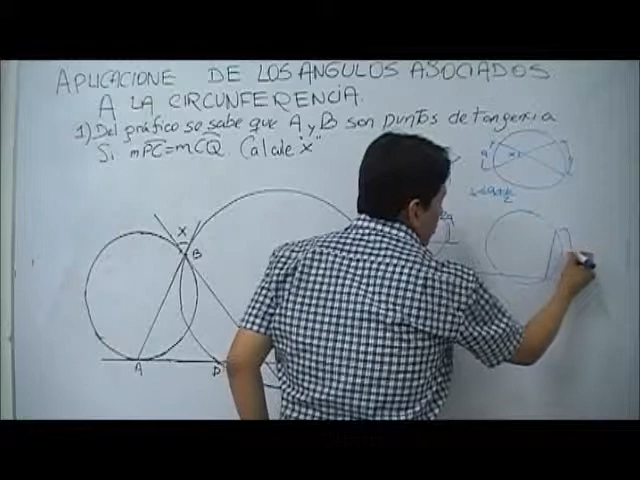 APLICACIONE DE LOS ANGULOS ASOCIADOS
A LA CIRCUNFERENCIA.
1) Del gráfico se sabe que A y B son puntos de tangencia
Si mPC=mCQ. Calcule "x"
X
B
A